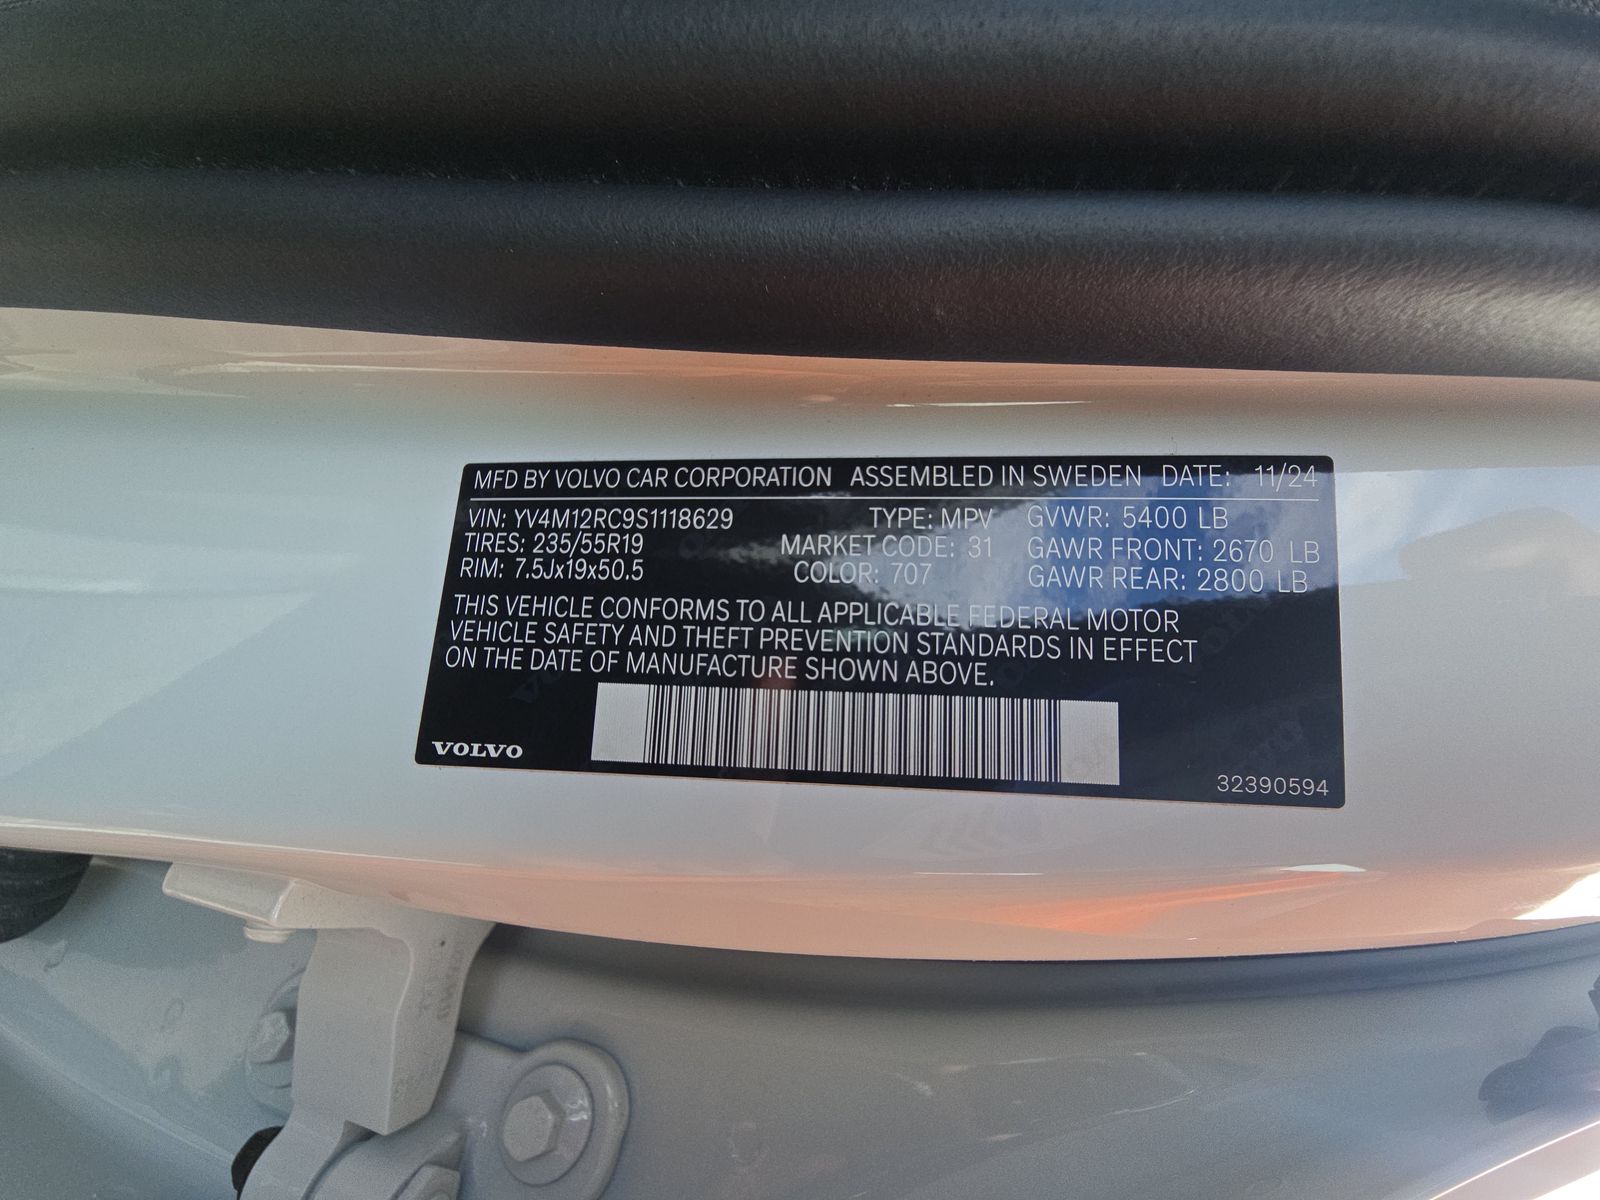 MFD BY VOLVO CAR CORPORATION ASSEMBLED IN SWEDEN DATE: 11/24
VIN: YV4M12RC9S1118629 TYPE: MPV GVWR: 5400 LB
TIRES: 235/55R19 MARKET CODE: 31 GAWR FRONT: 2670 LB
RIM: 7.5Jx19x50.5 COLOR: 707 GAWR REAR: 2800 LB
THIS VEHICLE CONFORMS TO ALL APPLICABLE FEDERAL MOTOR
VEHICLE SAFETY AND THEFT PREVENTION STANDARDS IN EFFECT
ON THE DATE OF MANUFACTURE SHOWN ABOVE.
VOLVO
32390594